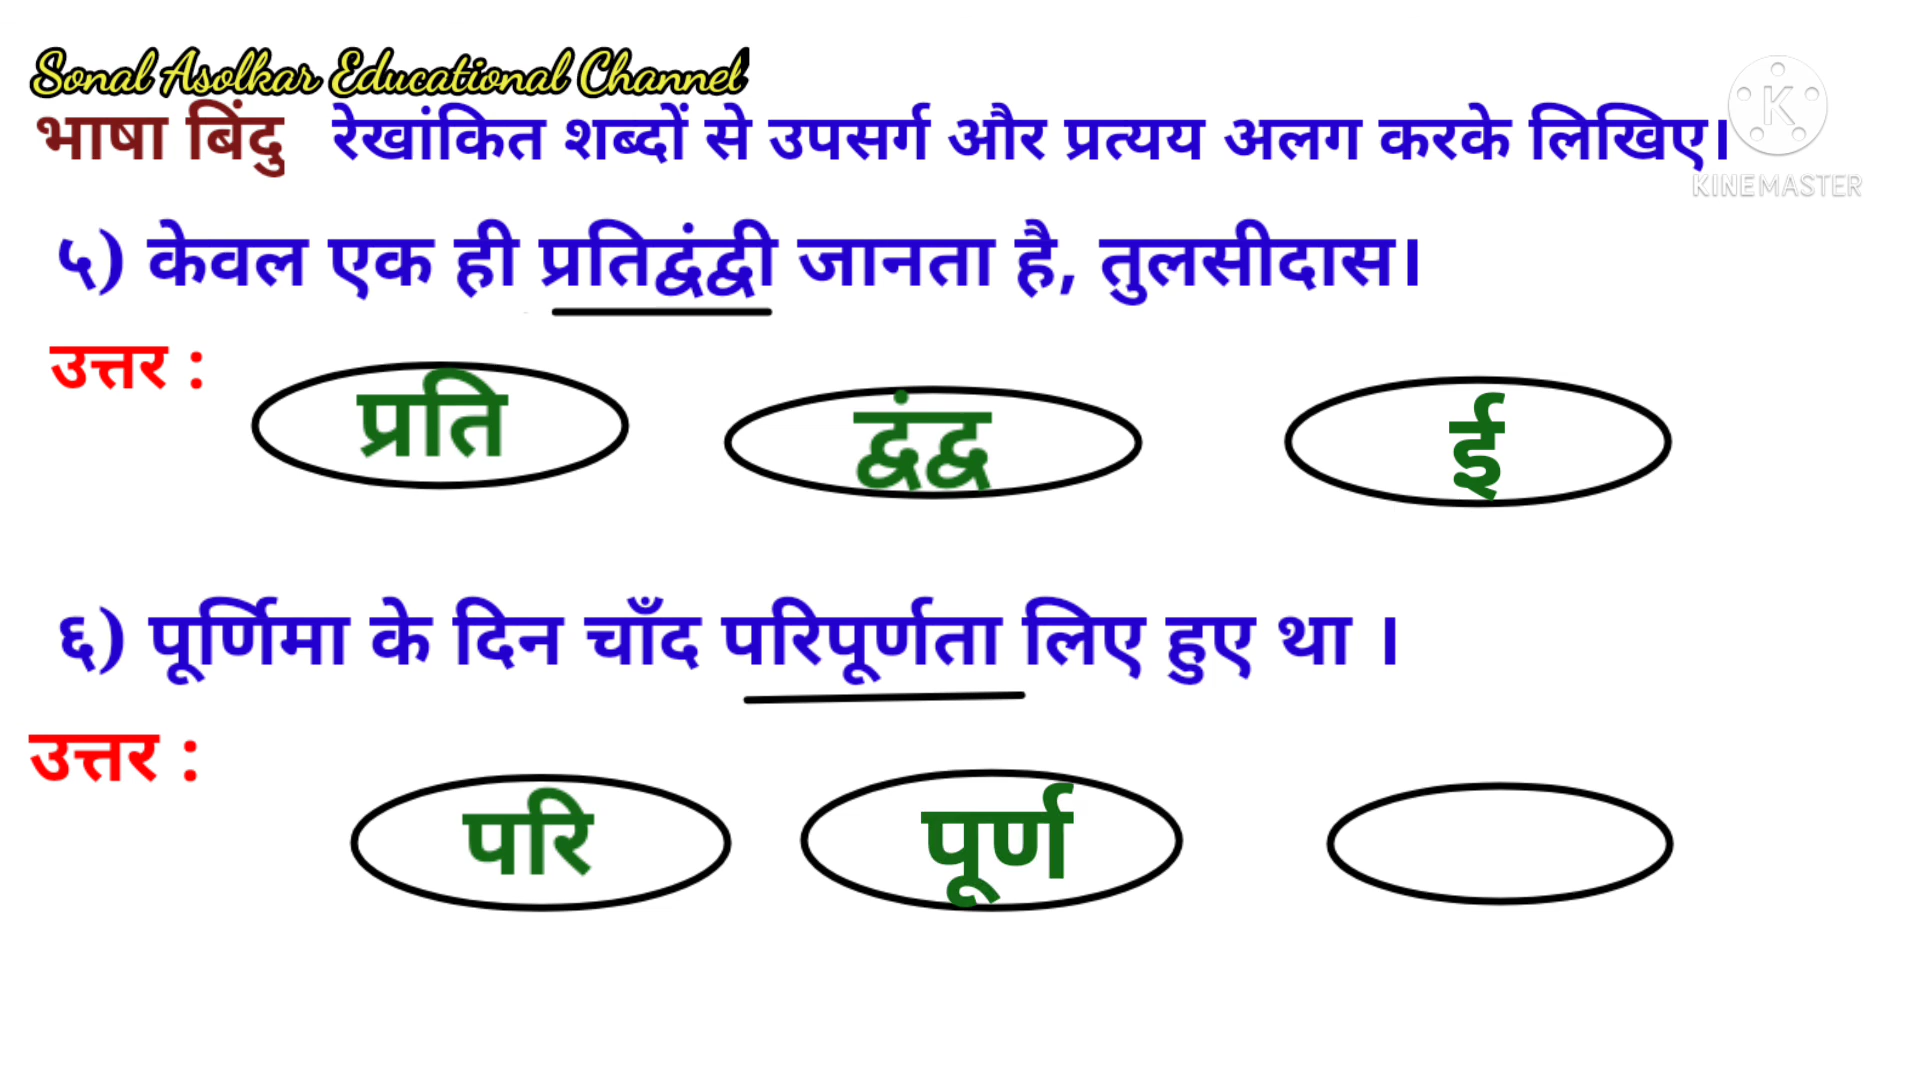 Sonal Asolkar Educational Channel
भाषा बिंदु रेखांकित शब्दों से उपसर्ग और प्रत्यय अलग करके लिखिए।
K
KINEMASTER
५) केवल एक ही प्रतिद्वंद्वी जानता है, तुलसीदास।
उत्तर :
प्रति द्वंद्व ई
६) पूर्णिमा के दिन चाँद परिपूर्णता लिए हुए था ।
उत्तर :
परि पूर्ण